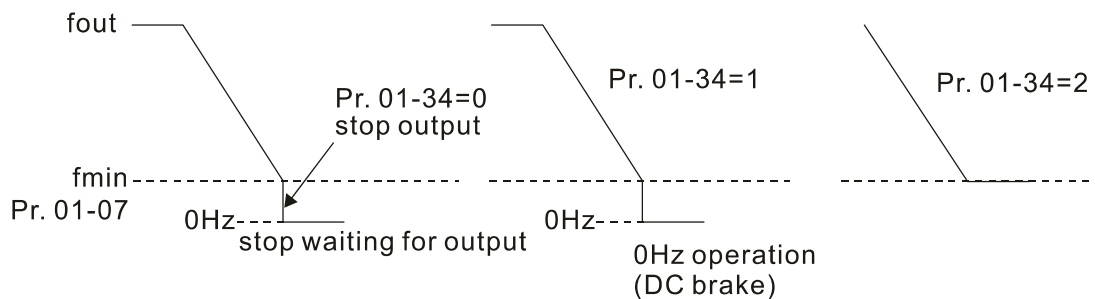 fout
Pr. 01-34=0
stop output
fmin
Pr. 01-07
0Hz
stop waiting for output
Pr. 01-34=1
0Hz
0Hz operation
(DC brake)
Pr. 01-34=2